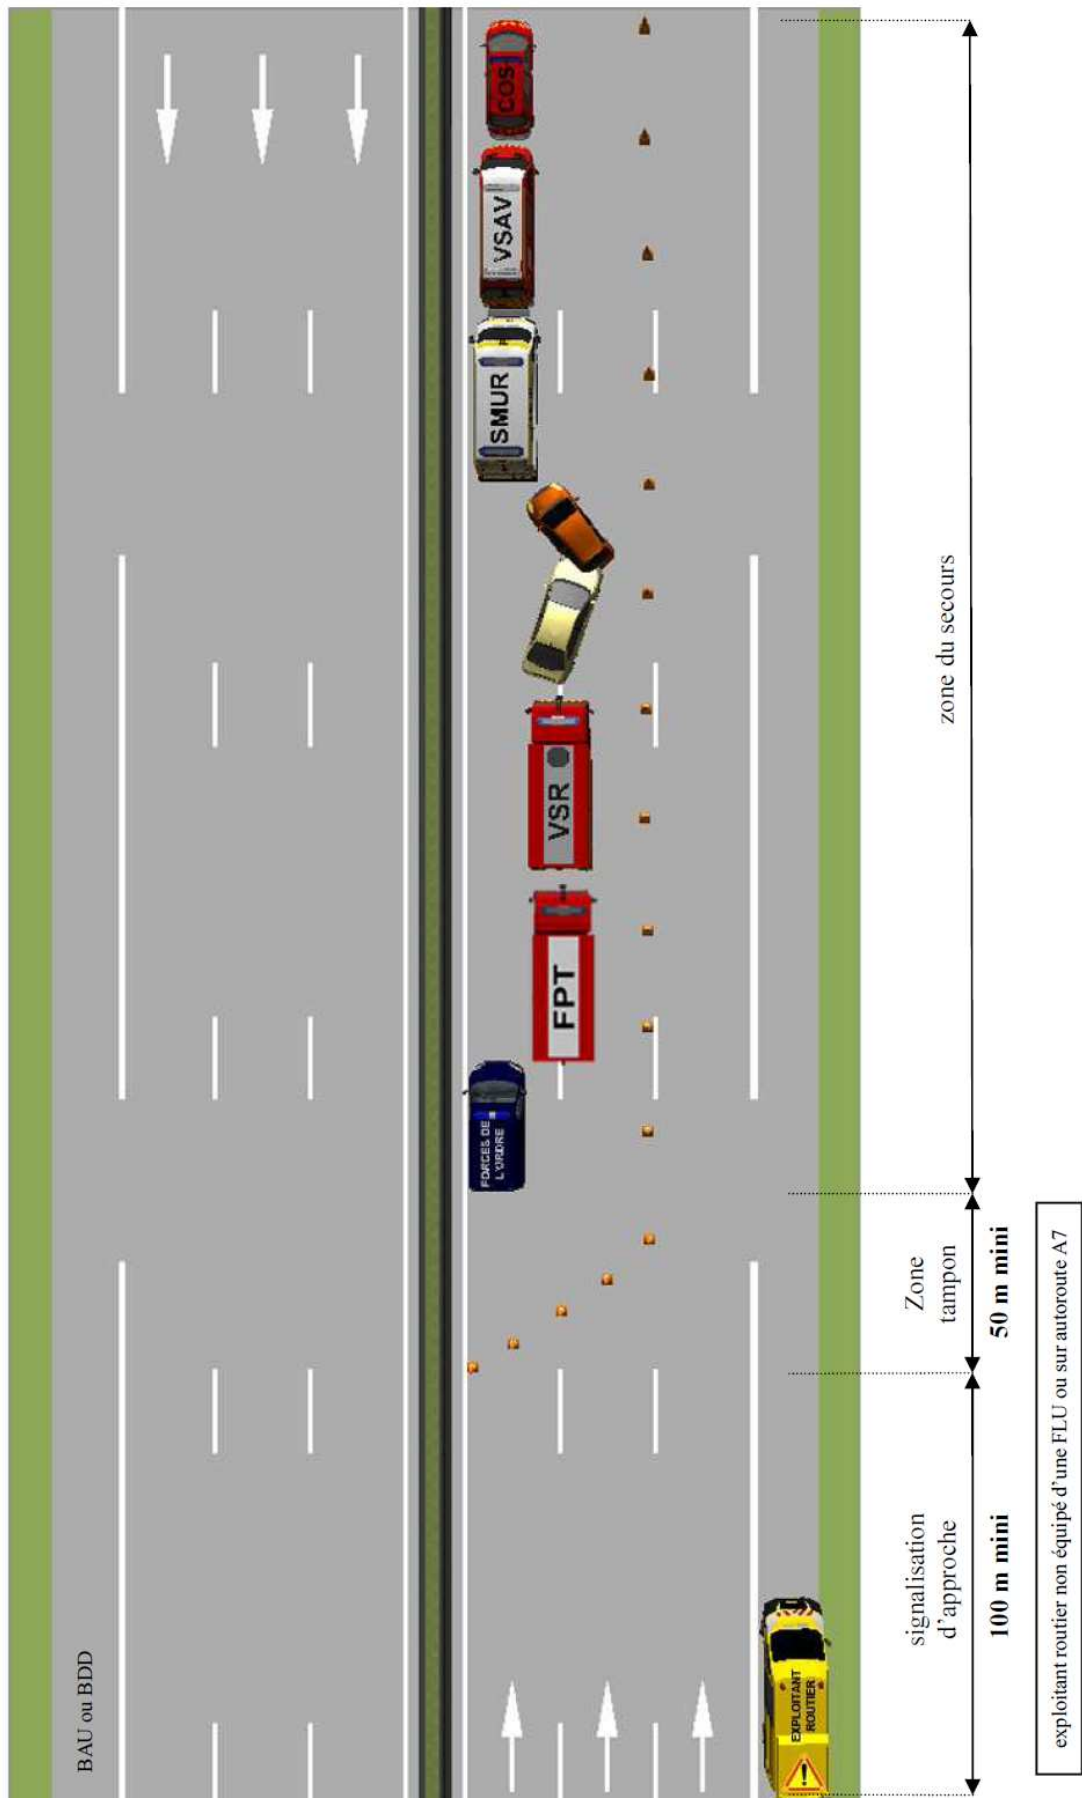 BAU ou BDD
EXPLOITANT
ROUTIER
FORCES DE
L'ORDRE
FPT
VSR
SMUR
VSAV
COS
signalisation
d'approche
100 m mini
Zone
tampon
50 m mini
zone du secours
exploitant routier non équipé d'une FLU ou sur autoroute A7